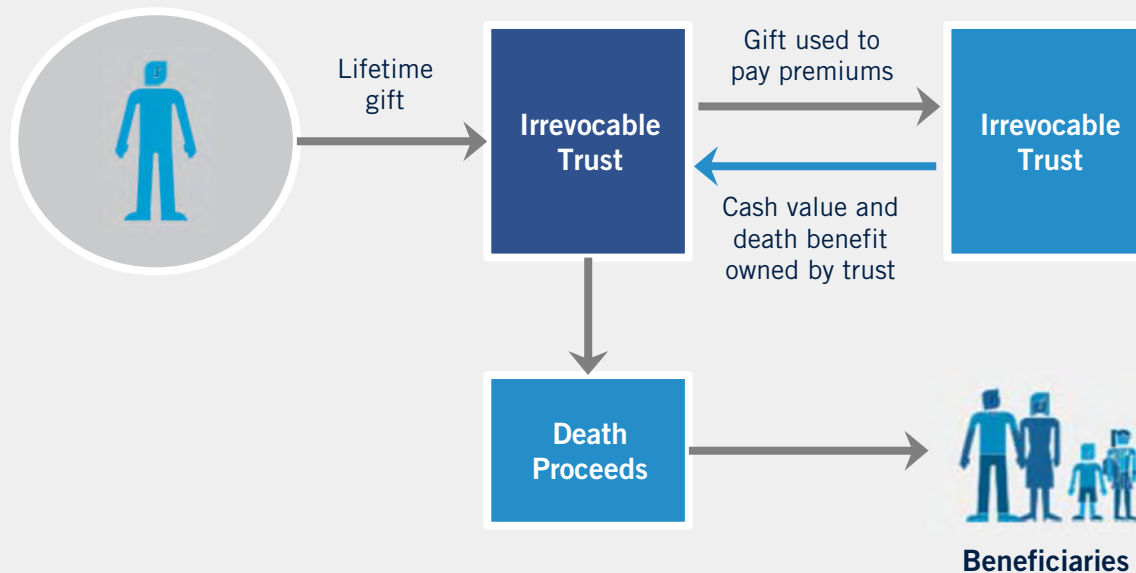 Lifetime
gift
Irrevocable
Trust
Gift used to
pay premiums
Cash value and
death benefit
owned by trust
Irrevocable
Trust
Death
Proceeds
Beneficiaries